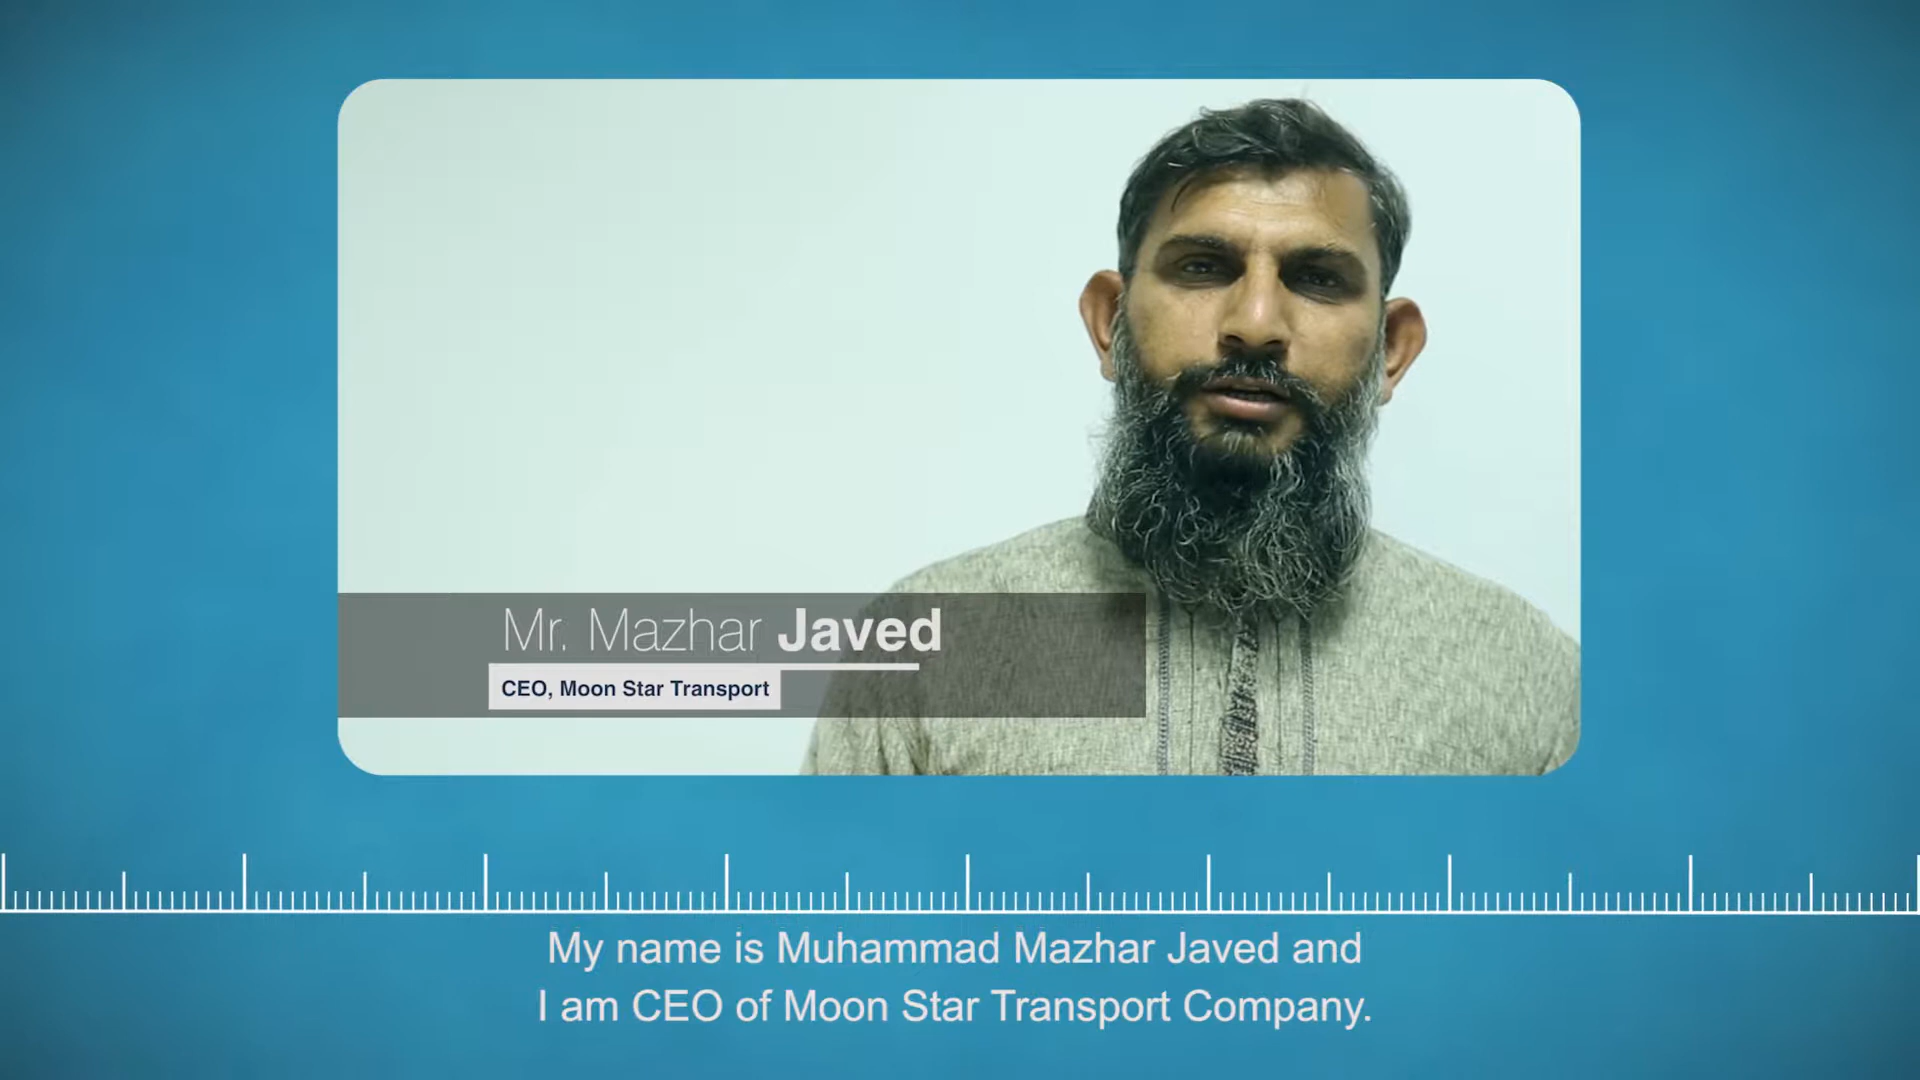 Mr. Mazhar Javed
CEO, Moon Star Transport
My name is Muhammad Mazhar Javed and
I am CEO of Moon Star Transport Company.